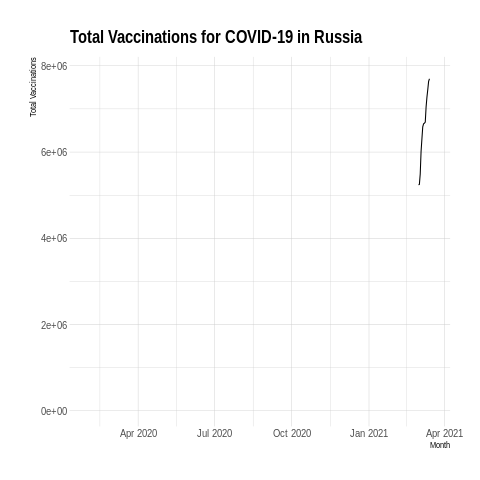 Total Vaccinations for COVID-19 in Russia
Total Vaccinations
8e+06
6e+06
4e+06
2e+06
0e+00
Apr 2020 Jul 2020 Oct 2020 Jan 2021 Apr 2021
Month